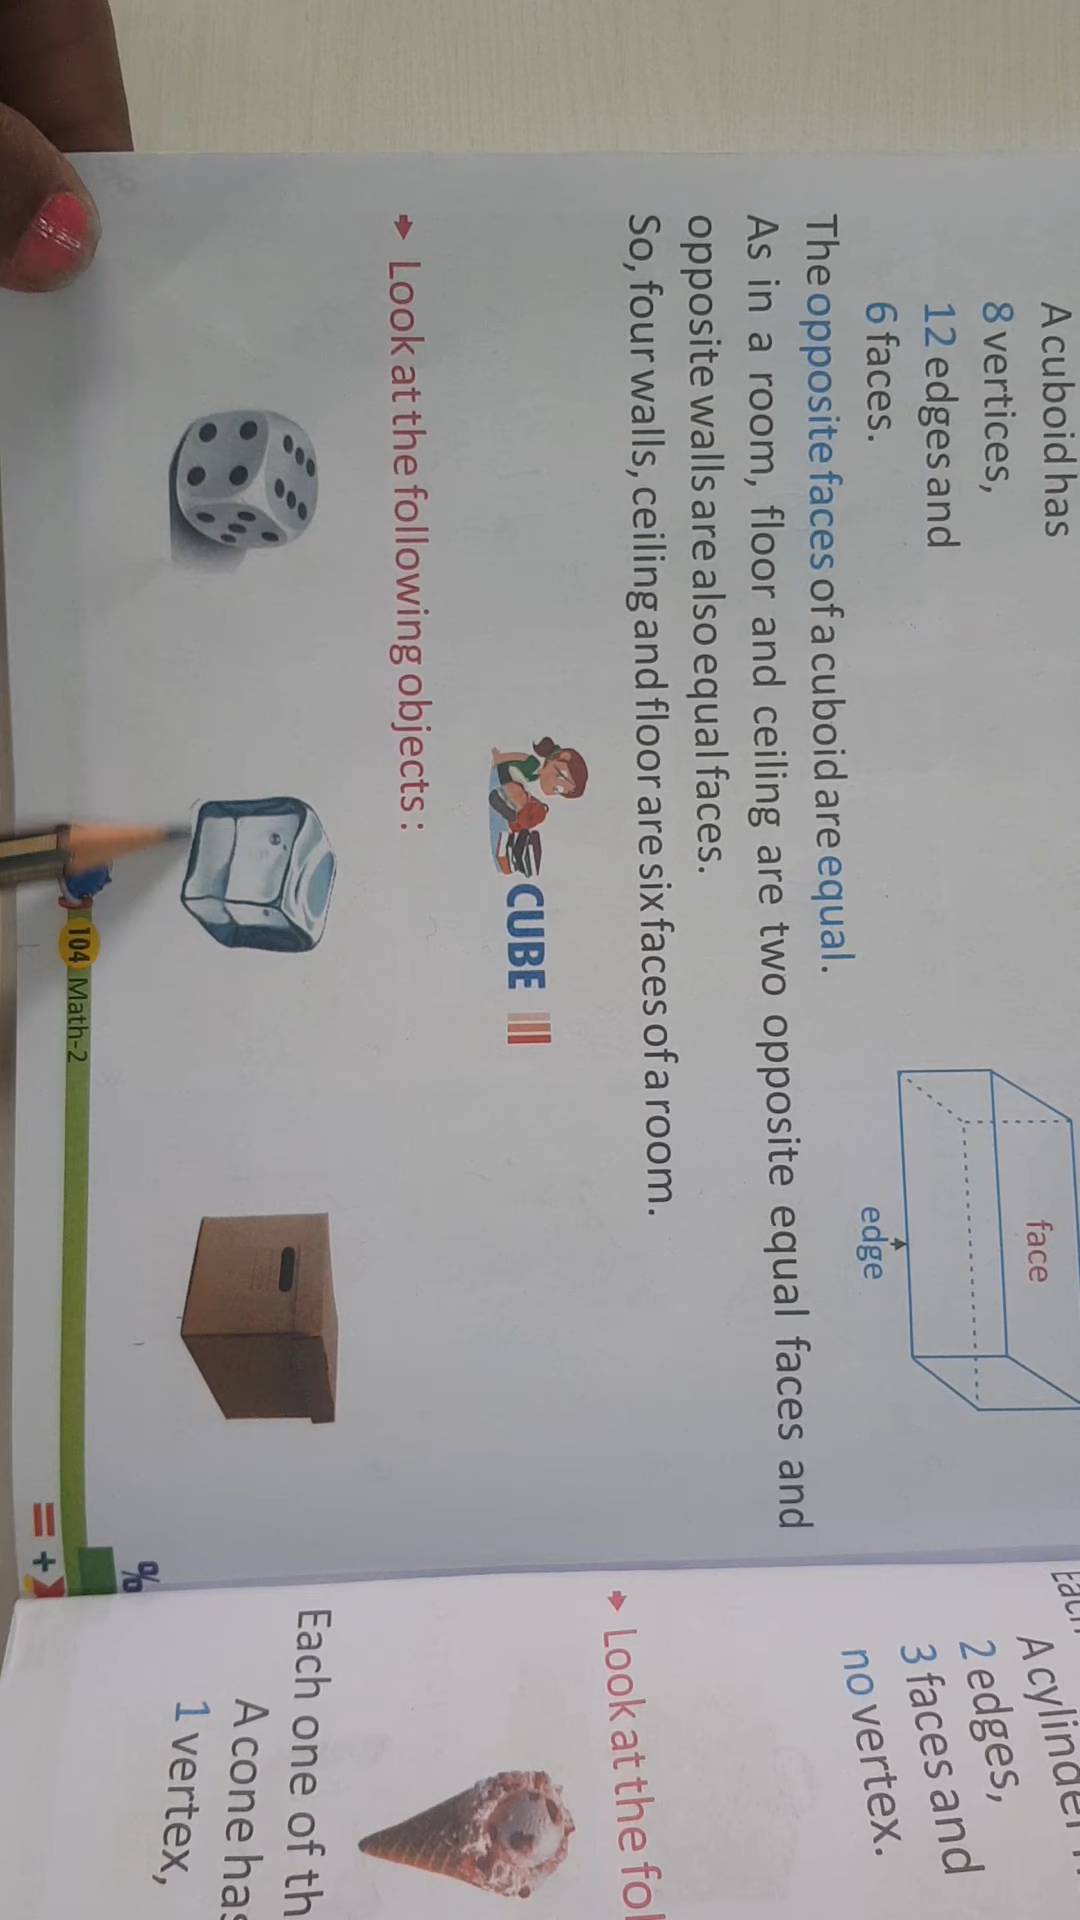 A cuboid has
8 vertices,
12 edges and
6 faces.
face
edge
The opposite faces of a cuboid are equal.
As in a room, floor and ceiling are two opposite equal faces and
opposite walls are also equal faces.
So, four walls, ceiling and floor are six faces of a room.
CUBE
Look at the following objects :
104 Math-2
%
= +
A cylinder
2 edges,
3 faces and
no vertex.
Look at the fol
Each one of th
A cone has
1 vertex,